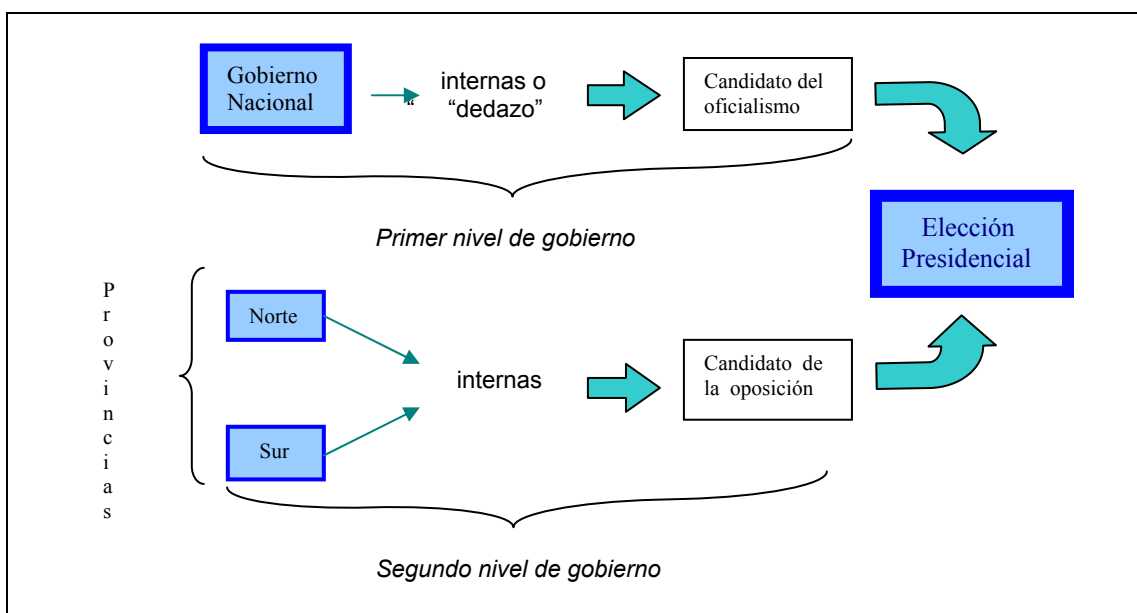 Gobierno
Nacional
internas o
“ “dedazo”
Candidato del
oficialismo
Primer nivel de gobierno
Elección
Presidencial
Provincias
Norte
Sur
internas
Candidato de
la oposición
Segundo nivel de gobierno